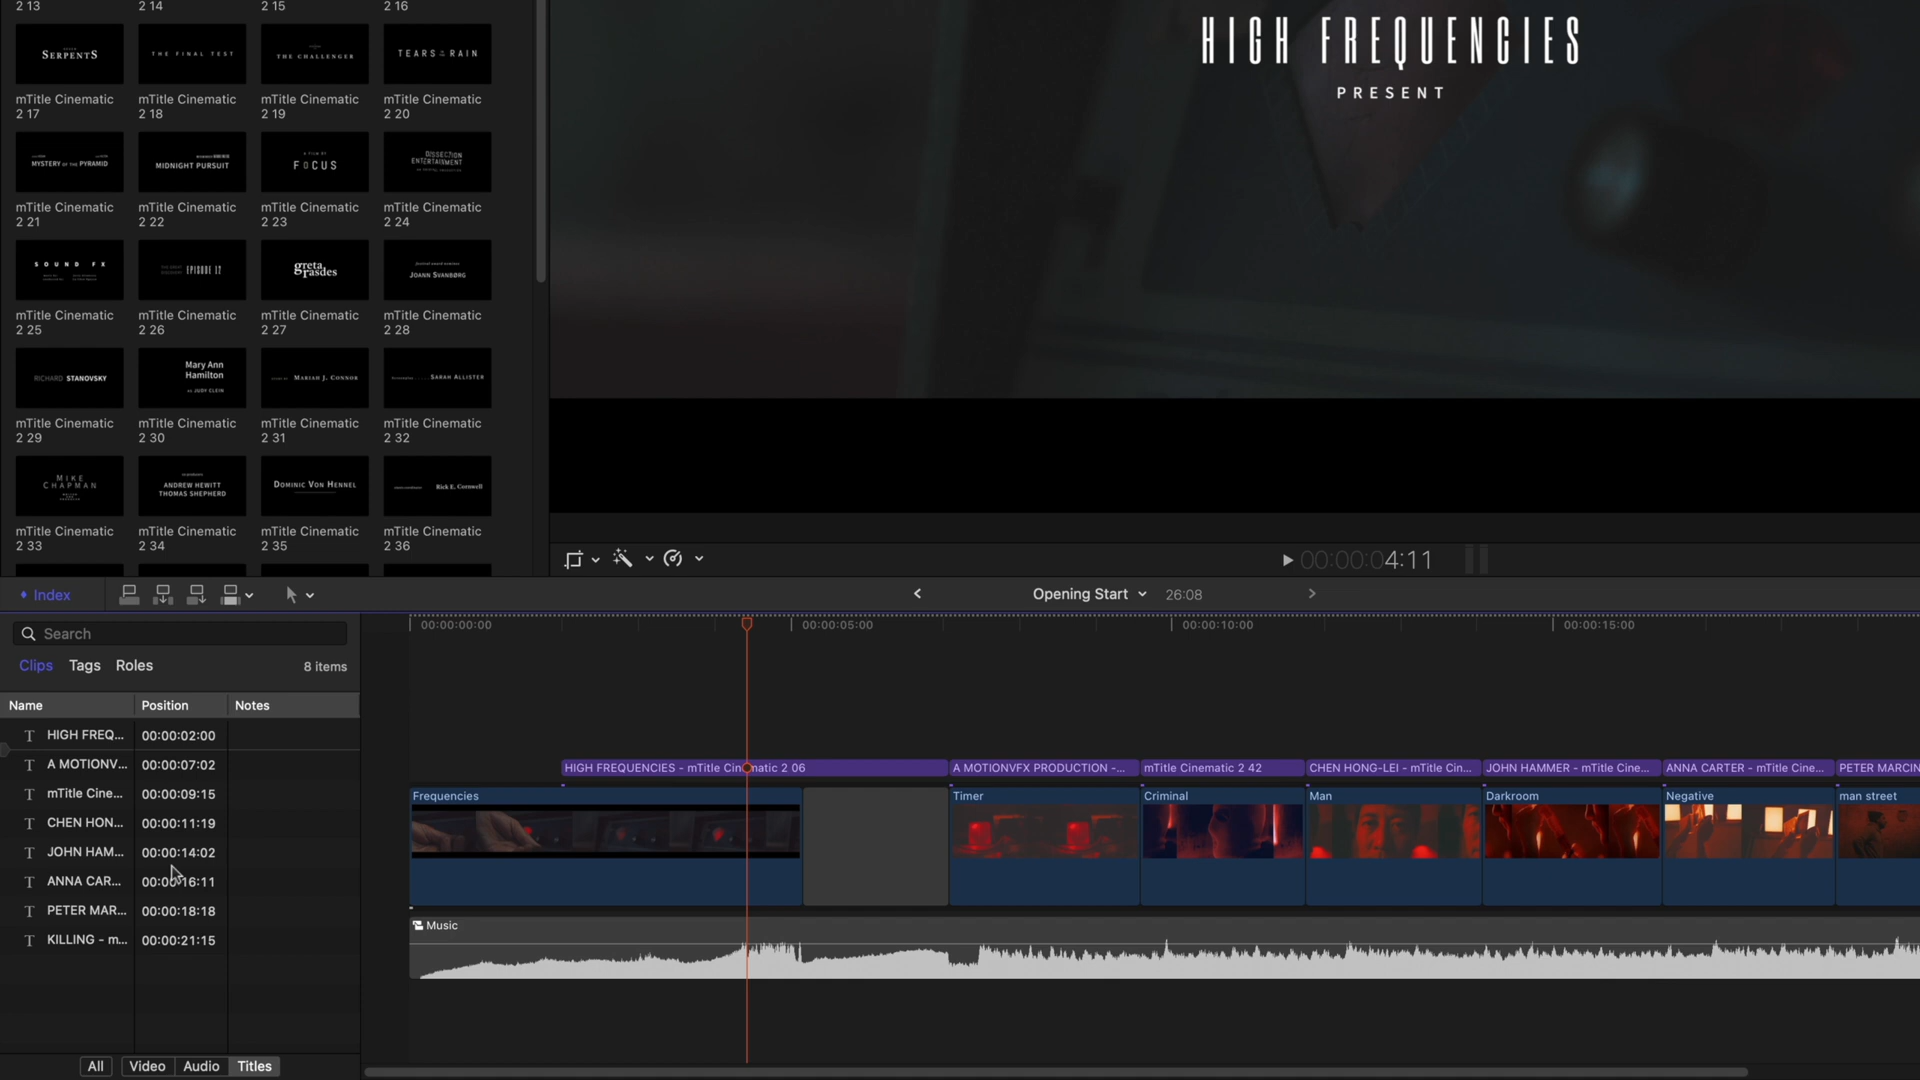 2 13
2 14
2 15
2 16
SERPENTS
THE FINAL TEST
THE CHALLENGER
TEARS IN RAIN
mTitle Cinematic
2 17
mTitle Cinematic
2 18
mTitle Cinematic
2 19
mTitle Cinematic
2 20
MYSTERY OF THE PYRAMID
MIDNIGHT PURSUIT
A FILM BY
FOCUS
DISSECTION
ENTERTAINMENT
mTitle Cinematic
2 21
mTitle Cinematic
2 22
mTitle Cinematic
2 23
mTitle Cinematic
2 24
SOUND FX
EPISODE 12
greta
rasdes
JOANN SVANBØRG
mTitle Cinematic
2 25
mTitle Cinematic
2 26
mTitle Cinematic
2 27
mTitle Cinematic
2 28
RICHARD STANOVSKY
Mary Ann
Hamilton
AS JUDY CLEIN
MARIAH J. CONNOR
SARAH ALLISTER
mTitle Cinematic
2 29
mTitle Cinematic
2 30
mTitle Cinematic
2 31
mTitle Cinematic
2 32
MIKE
CHAPMAN
ANDREW HEWITT
THOMAS SHEPHERD
DOMINIC VON HENNEL
Rick E. Cornwell
mTitle Cinematic
2 33
mTitle Cinematic
2 34
mTitle Cinematic
2 35
mTitle Cinematic
2 36
HIGH FREQUENCIES
PRESENT
00:00:04:11
Index
Opening Start
26:08
Search
Clips
Tags
Roles
8 items
Name
Position
Notes
HIGH FREQ...
00:00:02:00
A MOTIONV...
00:00:07:02
mTitle Cine...
00:00:09:15
CHEN HON...
00:00:11:19
JOHN HAM...
00:00:14:02
ANNA CAR...
00:00:16:11
PETER MAR...
00:00:18:18
KILLING - m...
00:00:21:15
All
Video
Audio
Titles
00:00:00:00
00:00:05:00
00:00:10:00
00:00:15:00
HIGH FREQUENCIES - mTitle Cinematic 2 06
A MOTIONVFX PRODUCTION -...
mTitle Cinematic 2 42
CHEN HONG-LEI - mTitle Cin...
JOHN HAMMER - mTitle Cine...
ANNA CARTER - mTitle Cine...
PETER MARCIN
Frequencies
Timer
Criminal
Man
Darkroom
Negative
man street
Music